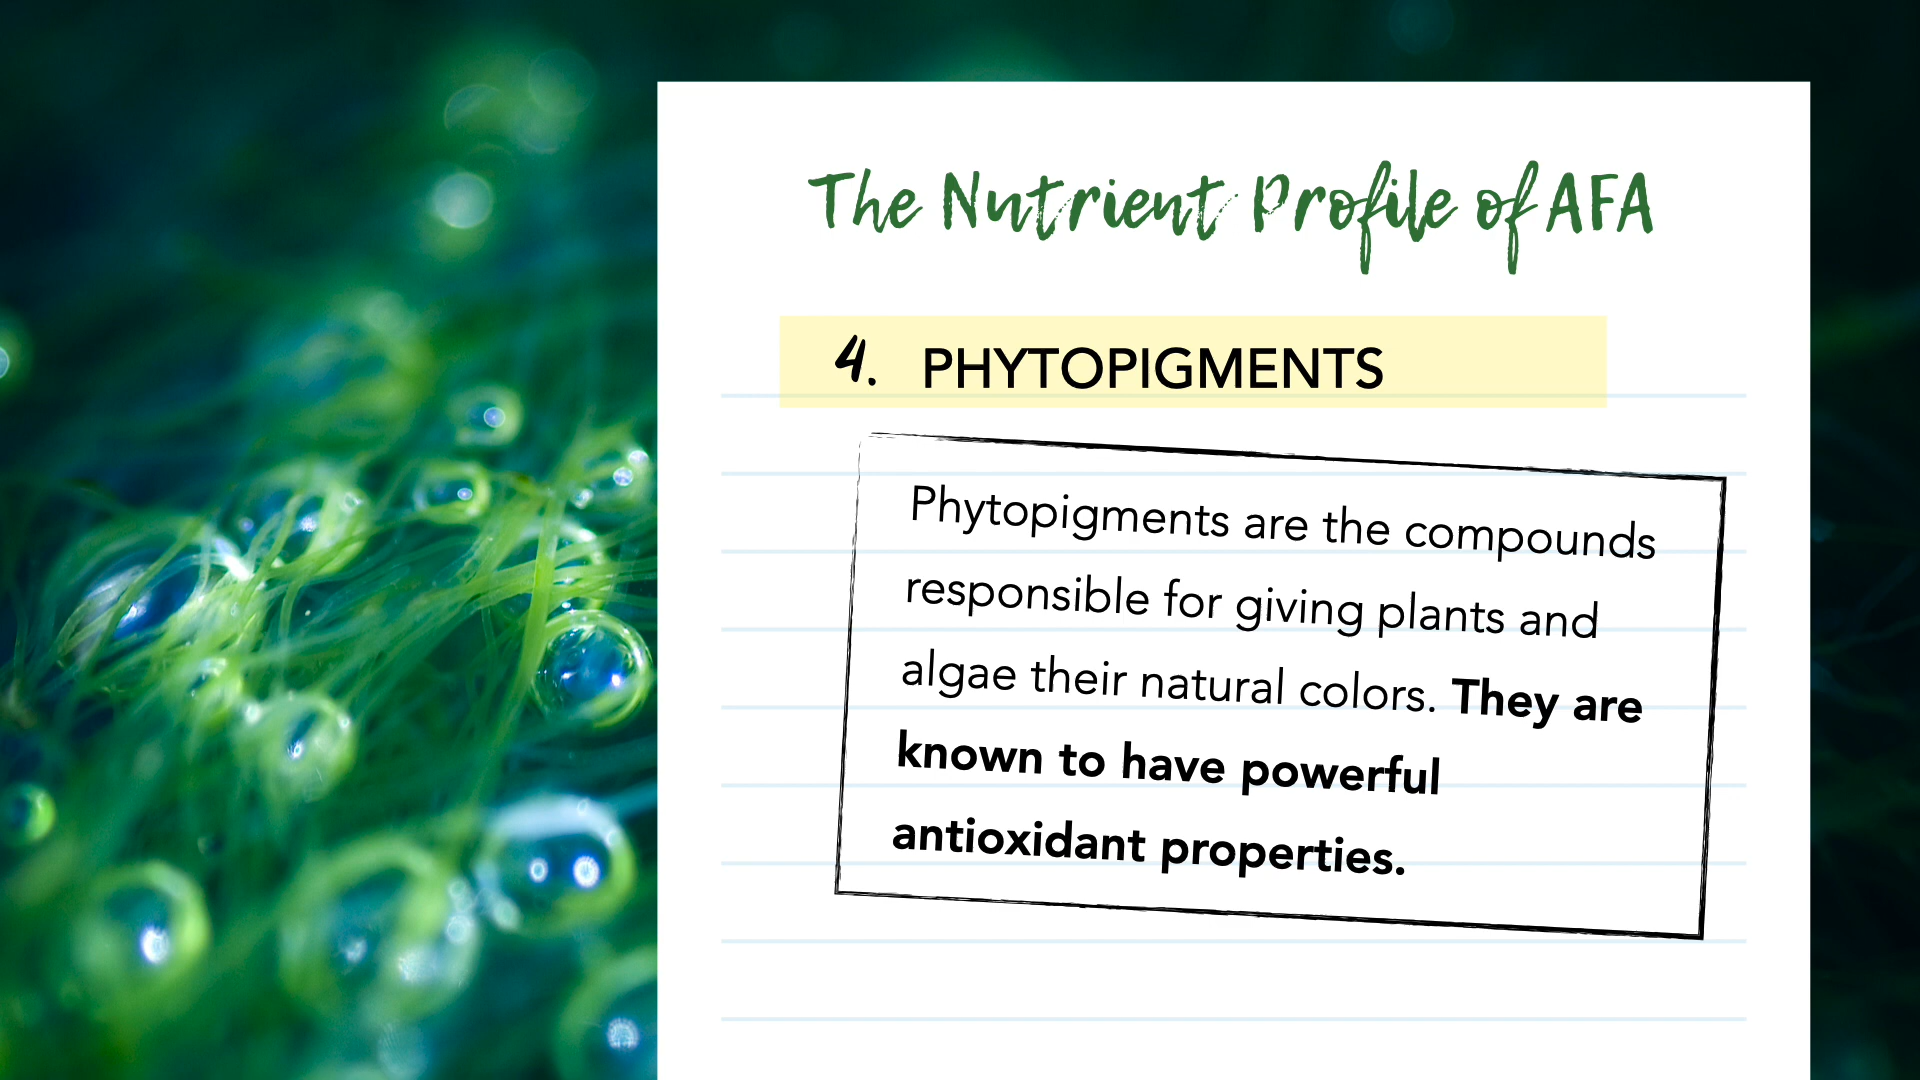 The Nutrient Profile of AFA
4. PHYTOPIGMENTS
Phytopigments are the compounds
responsible for giving plants and
algae their natural colors. They are
known to have powerful
antioxidant properties.